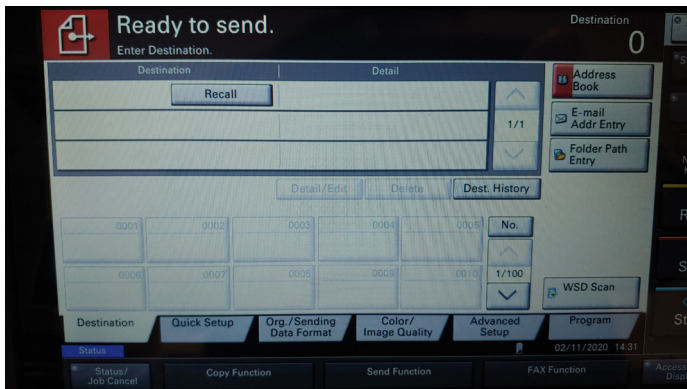 Ready to send.
Destination
Enter Destination.
0
Destination
Detail
Address
Book
Recall
1/1
E-mail
Addr Entry
Folder Path
Entry
Detail/Edit
Delete
Dest. History
0001
0002
0003
0004
0005
No.
0006
0007
0008
0009
0010
1/100
WSD Scan
Destination
Quick Setup
Org./Sending
Data Format
Color/
Image Quality
Advanced
Setup
Program
Status
02/11/2020 14:31
Status/
Job Cancel
Copy Function
Send Function
FAX Function